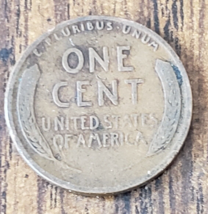 E·PLURIBUS·UNUM
ONE
CENT
UNITED STATES
OF AMERICA